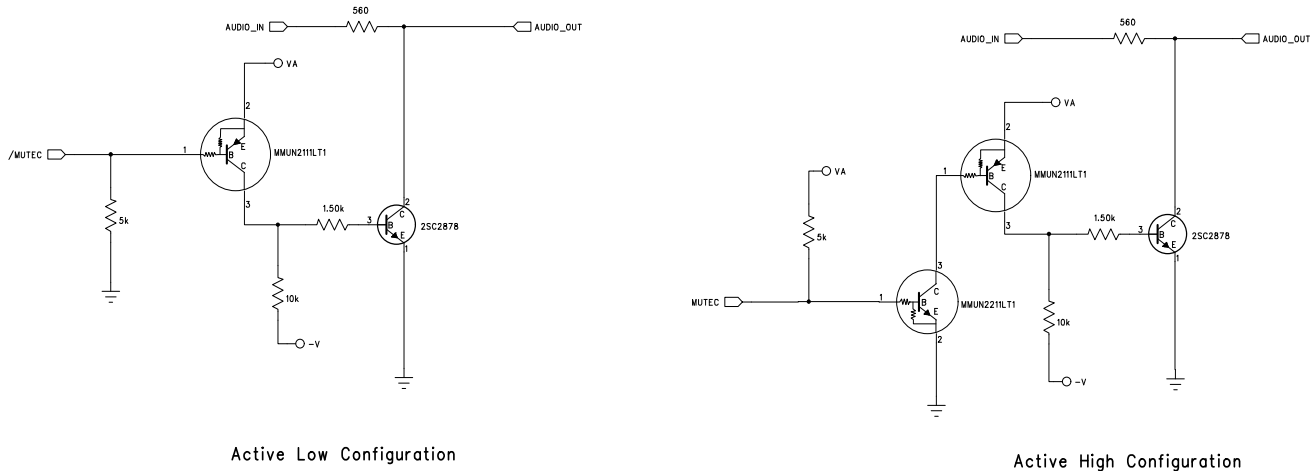 560
AUDIO_IN
AUDIO_OUT
VA
2
/MUTEC
1
E
B
C
MMUN2111LT1
3
5k
1.50k
3
2
C
B
E
1
2SC2878
10k
-V
Active Low Configuration
560
AUDIO_IN
AUDIO_OUT
VA
2
VA
1
E
B
C
MMUN2111LT1
3
5k
1.50k
3
2
C
B
E
1
2SC2878
3
MUTEC
1
C
B
E
MMUN2211LT1
2
10k
-V
Active High Configuration